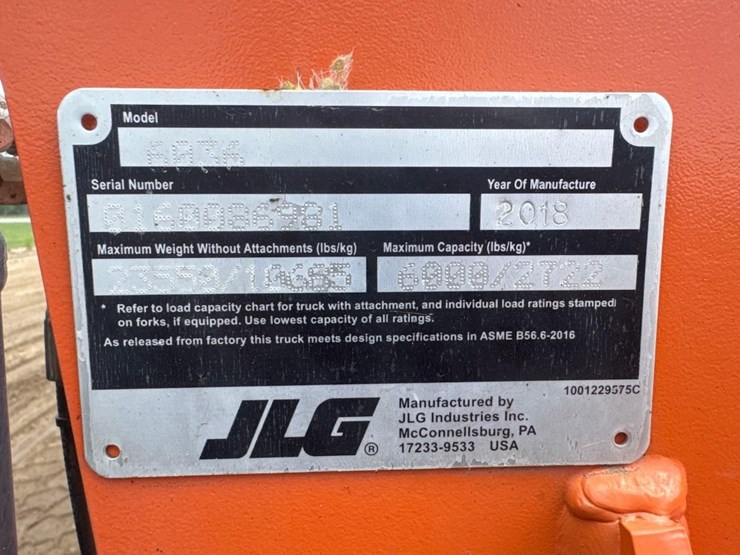 Model
6036
Serial Number
Year Of Manufacture
0160086981
2018
Maximum Weight Without Attachments (lbs/kg)
Maximum Capacity (lbs/kg)*
6000/2722
* Refer to load capacity chart for truck with attachment, and individual load ratings stamped
on forks, if equipped. Use lowest capacity of all ratings.
As released from factory this truck meets design specifications in ASME B56.6-2016
1001229575C
JLG®
Manufactured by
JLG Industries Inc.
McConnellsburg, PA
17233-9533 USA